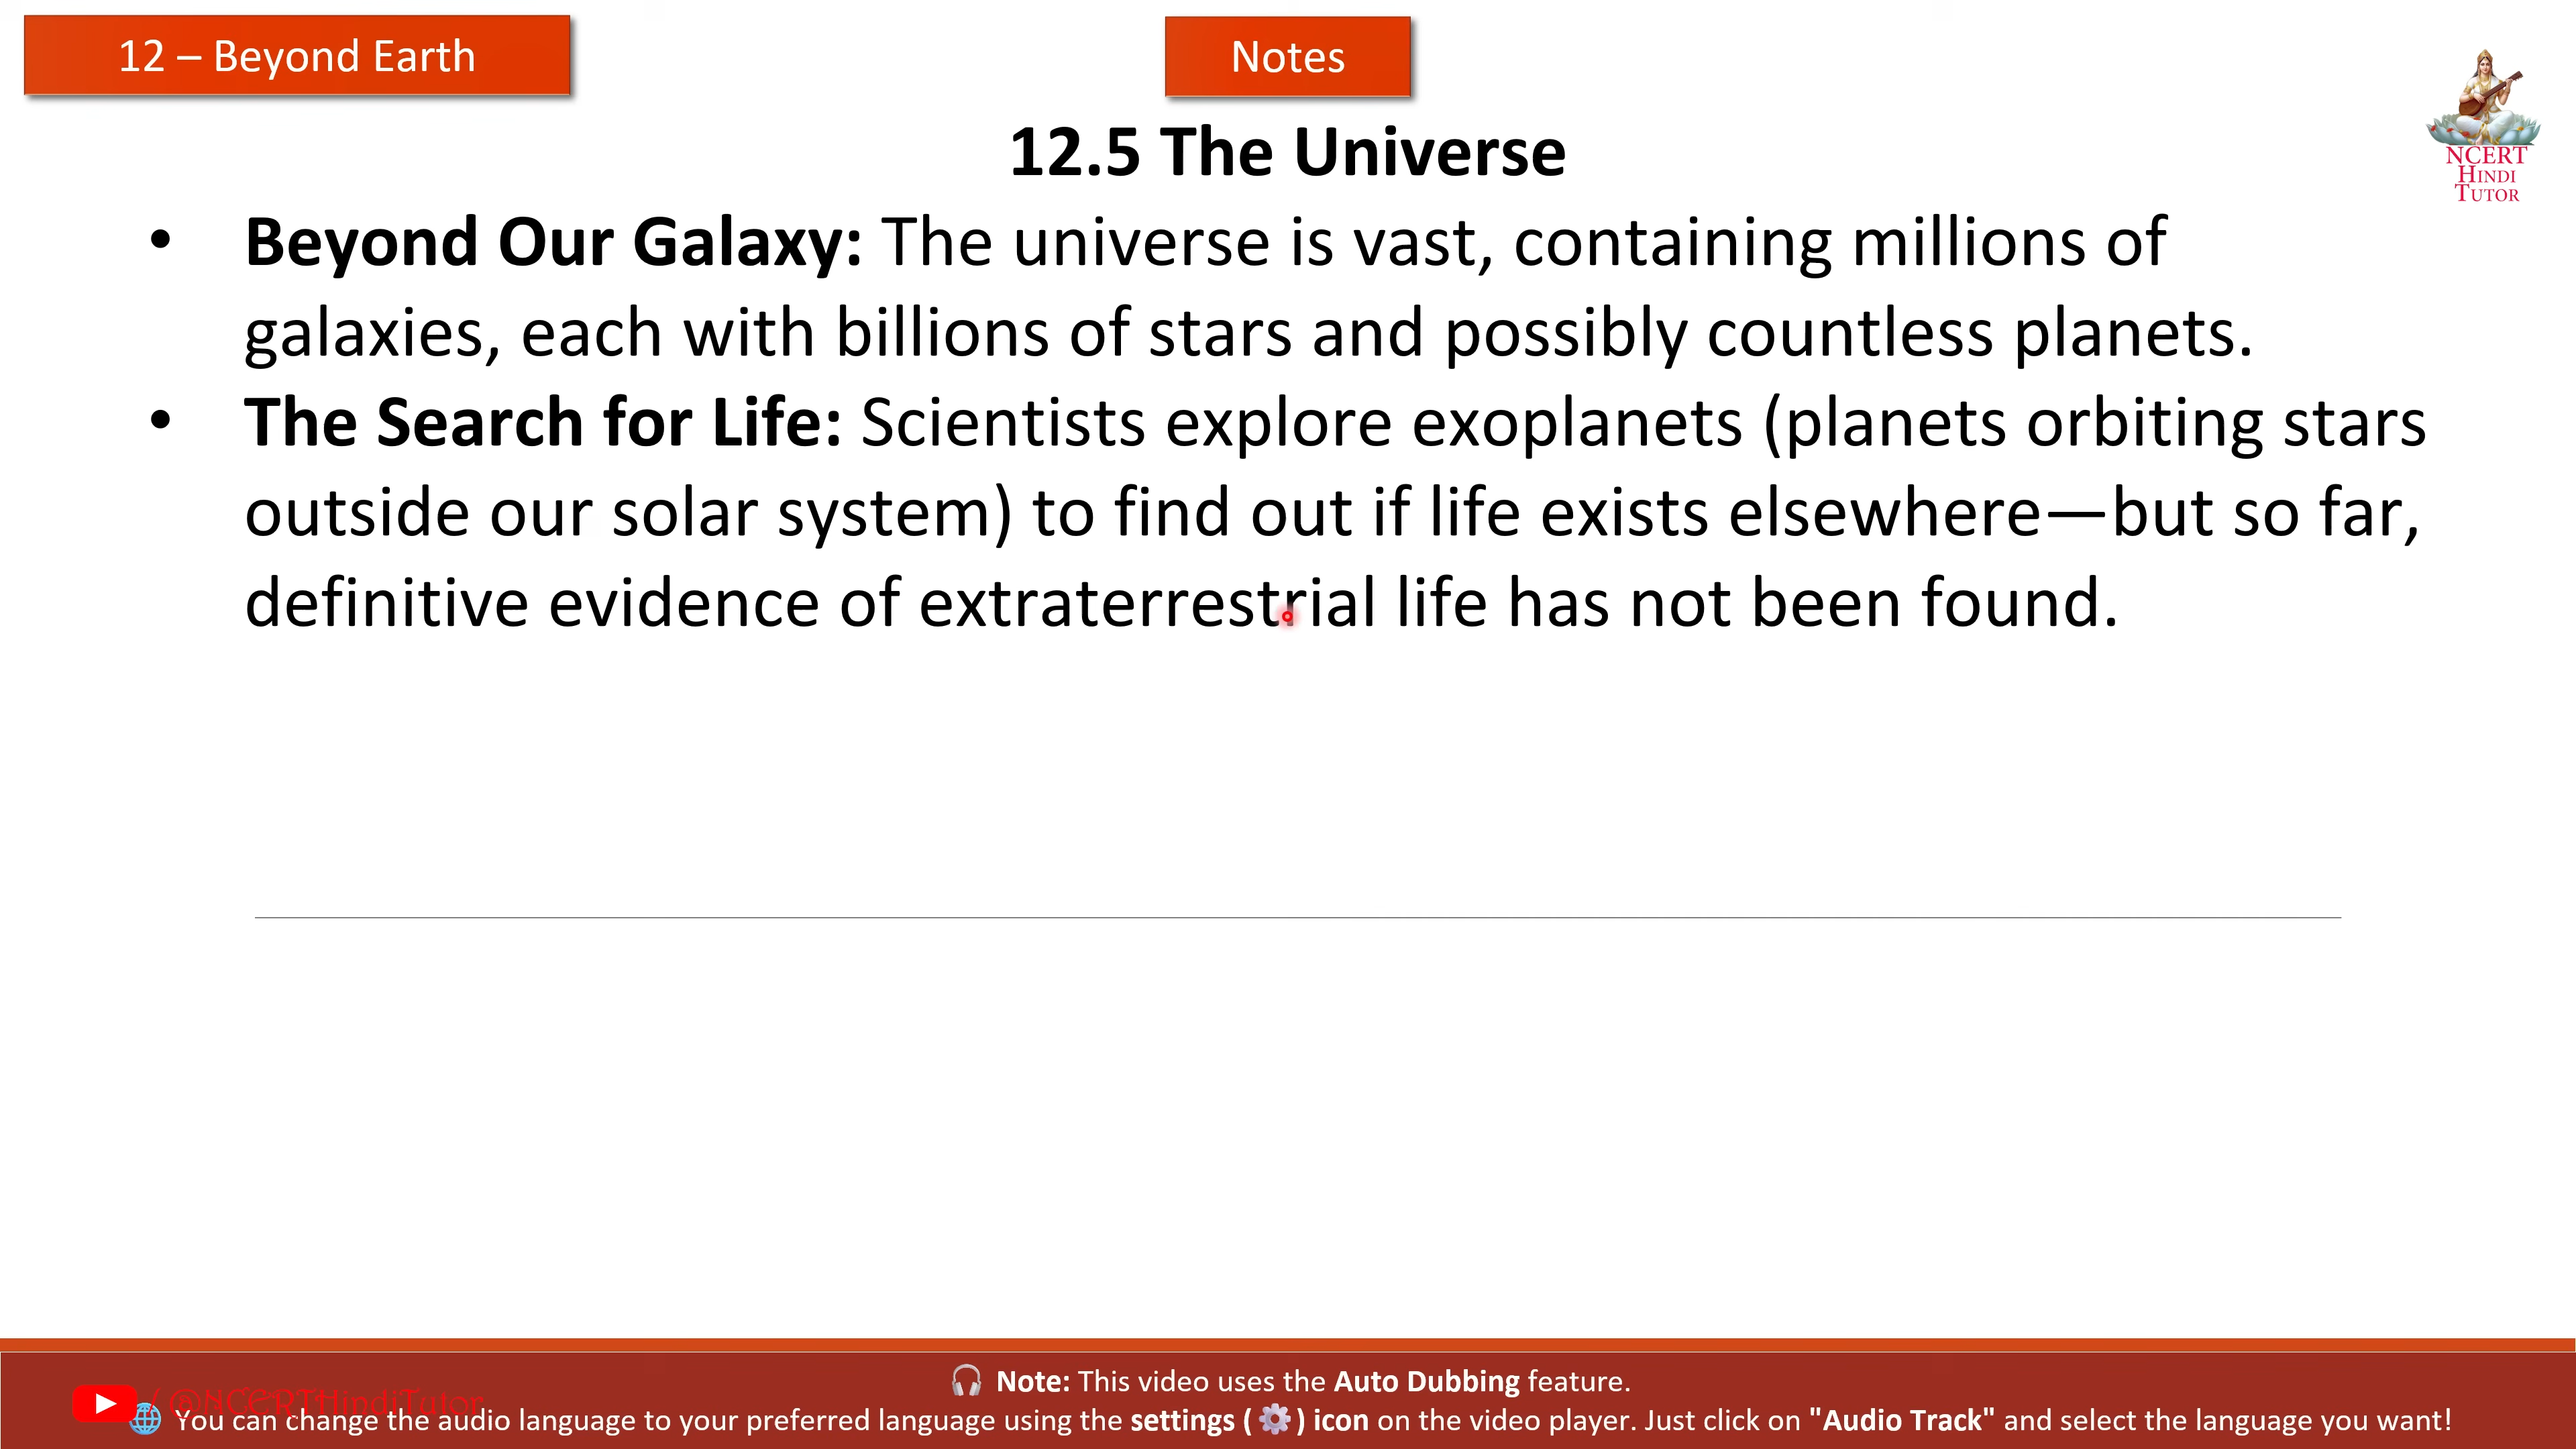 12 – Beyond Earth
Notes
NCERT
HINDI
TUTOR
12.5 The Universe
• Beyond Our Galaxy: The universe is vast, containing millions of
galaxies, each with billions of stars and possibly countless planets.
• The Search for Life: Scientists explore exoplanets (planets orbiting stars
outside our solar system) to find out if life exists elsewhere—but so far,
definitive evidence of extraterrestrial life has not been found.
🎧 Note: This video uses the Auto Dubbing feature.
/ @NCERTHindiTutor
🌐 You can change the audio language to your preferred language using the settings ( ⚙️ ) icon on the video player. Just click on "Audio Track" and select the language you want!